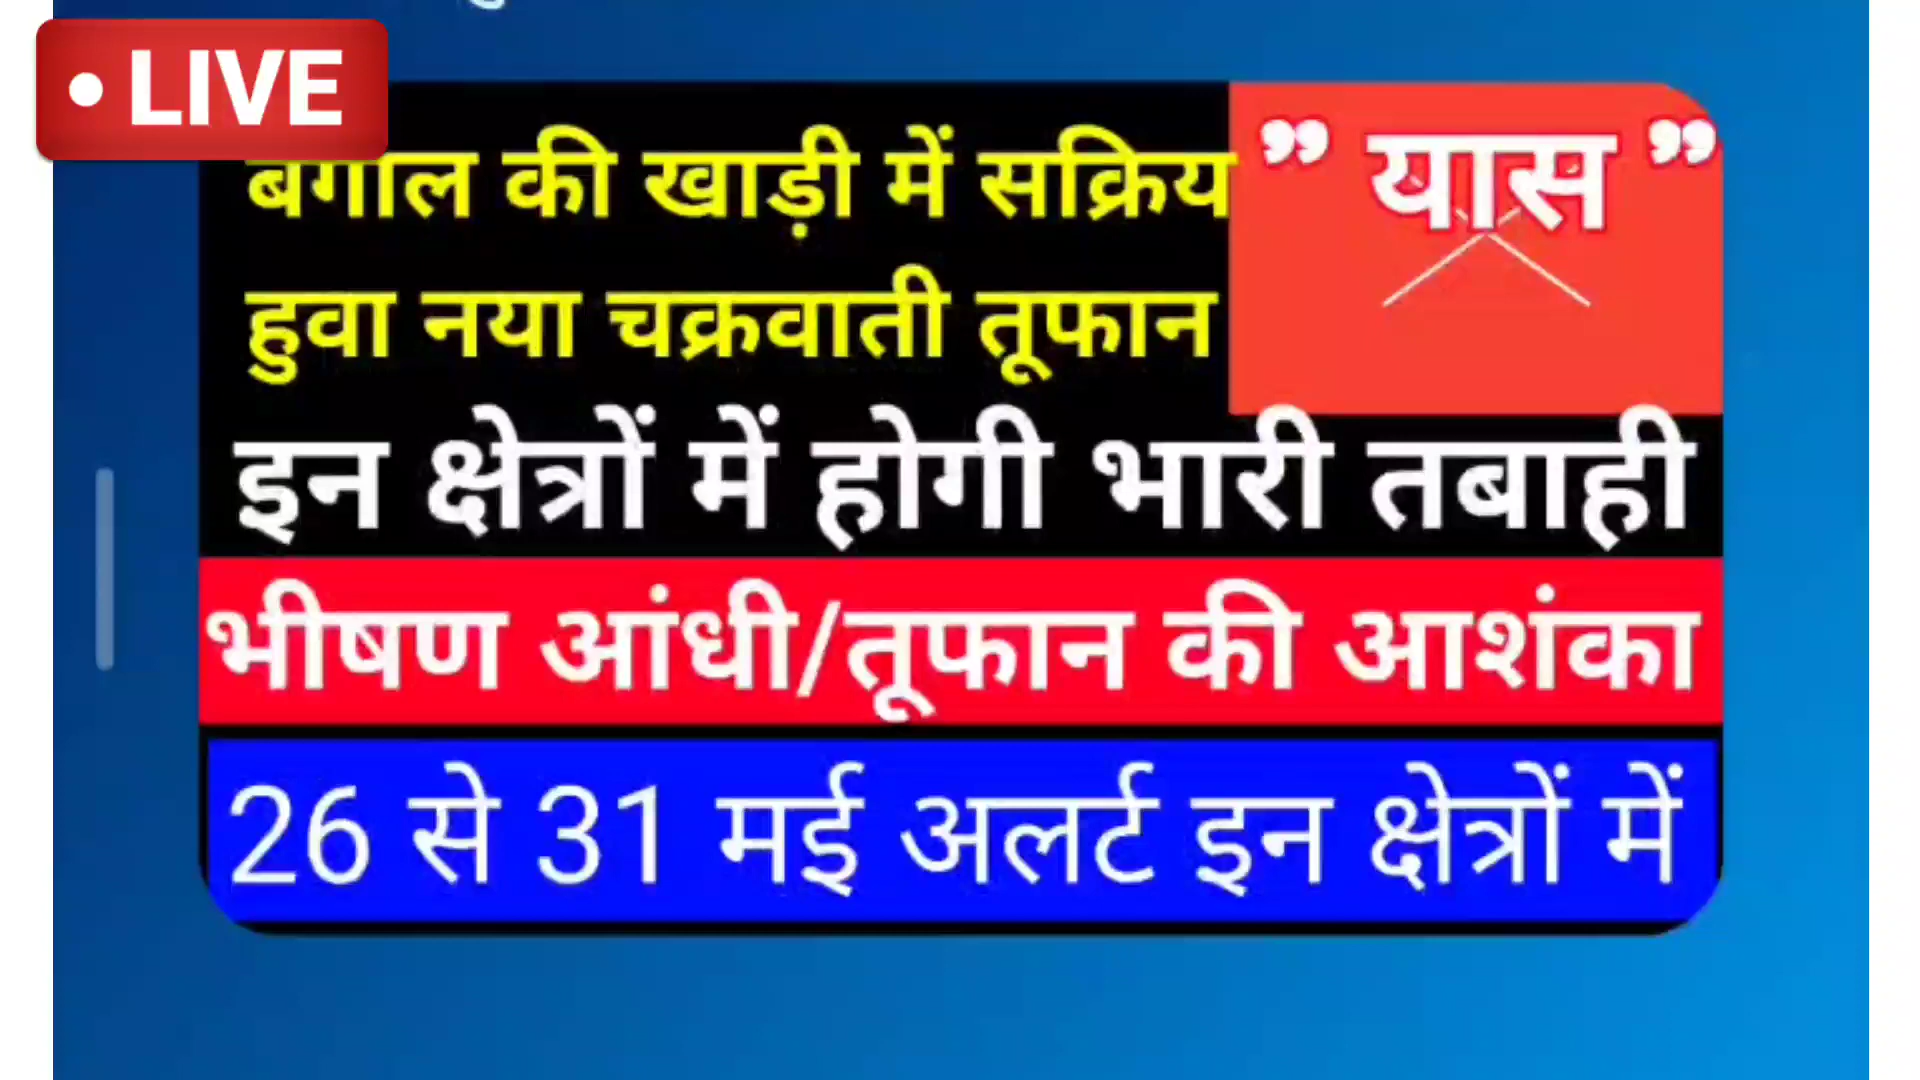 LIVE
बंगाल की खाड़ी में सक्रिय ” यास ”
हुवा नया चक्रवाती तूफान
इन क्षेत्रों में होगी भारी तबाही
भीषण आंधी/तूफान की आशंका
26 से 31 मई अलर्ट इन क्षेत्रों में